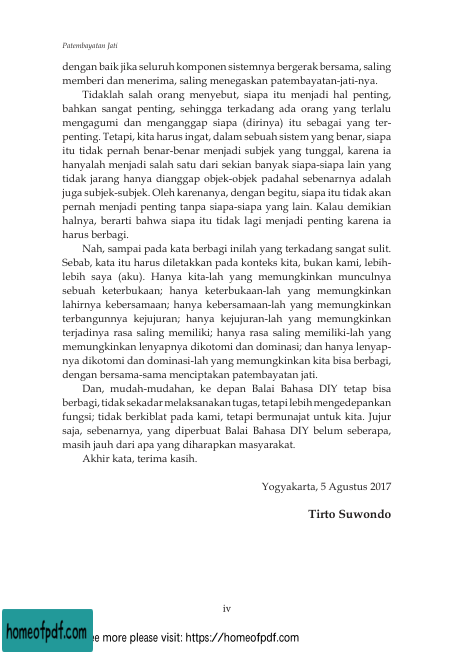 Patembayatan Jati
dengan baik jika seluruh komponen sistemnya bergerak bersama, saling
memberi dan menerima, saling menegaskan patembayatan-jati-nya.
Tidaklah salah orang menyebut, siapa itu menjadi hal penting,
bahkan sangat penting, sehingga terkadang ada orang yang terlalu
mengagumi dan menganggap siapa (dirinya) itu sebagai yang ter-
penting. Tetapi, kita harus ingat, dalam sebuah sistem yang benar, siapa
itu tidak pernah benar-benar menjadi subjek yang tunggal, karena ia
hanyalah menjadi salah satu dari sekian banyak siapa-siapa lain yang
tidak jarang hanya dianggap objek-objek padahal sebenarnya adalah
juga subjek-subjek. Oleh karenanya, dengan begitu, siapa itu tidak akan
pernah menjadi penting tanpa siapa-siapa yang lain. Kalau demikian
halnya, berarti bahwa siapa itu tidak lagi menjadi penting karena ia
harus berbagi.
Nah, sampai pada kata berbagi inilah yang terkadang sangat sulit.
Sebab, kata itu harus diletakkan pada konteks kita, bukan kami, lebih-
lebih saya (aku). Hanya kita-lah yang memungkinkan munculnya
sebuah keterbukaan; hanya keterbukaan-lah yang memungkinkan
lahirnya kebersamaan; hanya kebersamaan-lah yang memungkinkan
terbangunnya kejujuran; hanya kejujuran-lah yang memungkinkan
terjadinya rasa saling memiliki; hanya rasa saling memiliki-lah yang
memungkinkan lenyapnya dikotomi dan dominasi; dan hanya lenyap-
nya dikotomi dan dominasi-lah yang memungkinkan kita bisa berbagi,
dengan bersama-sama menciptakan patembayatan jati.
Dan, mudah-mudahan, ke depan Balai Bahasa DIY tetap bisa
berbagi, tidak sekadar melaksanakan tugas, tetapi lebih mengedepankan
fungsi; tidak berkiblat pada kami, tetapi bermunajat untuk kita. Jujur
saja, sebenarnya, yang diperbuat Balai Bahasa DIY belum seberapa,
masih jauh dari apa yang diharapkan masyarakat.
Akhir kata, terima kasih.
Yogyakarta, 5 Agustus 2017
Tirto Suwondo
iv
homeofpdf.com
ee more please visit: https://homeofpdf.com